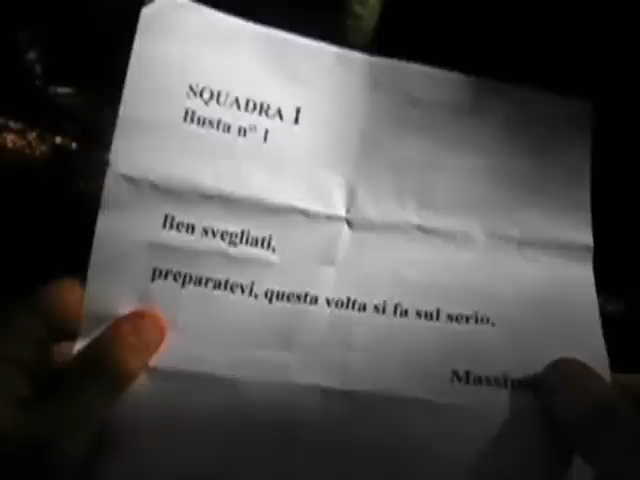 SQUADRA 1
Busta n° 1
Ben svegliati,
preparatevi, questa volta si fa sul serio.